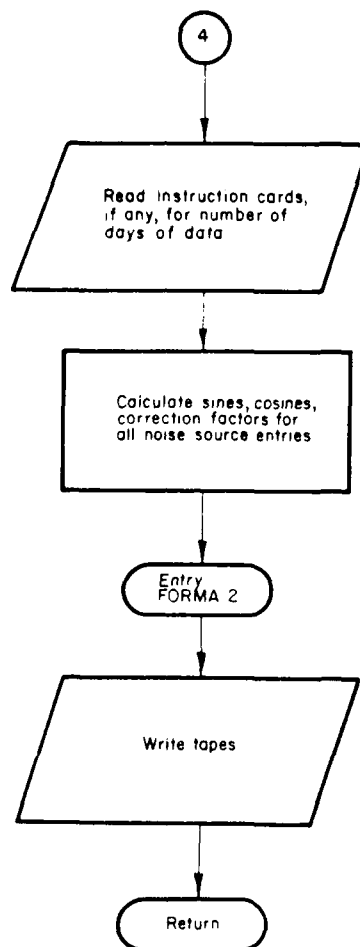 4
Read instruction cards,
if any, for number of
days of data
Calculate sines, cosines,
correction factors for
all noise source entries
Entry
FORMA 2
Write tapes
Return